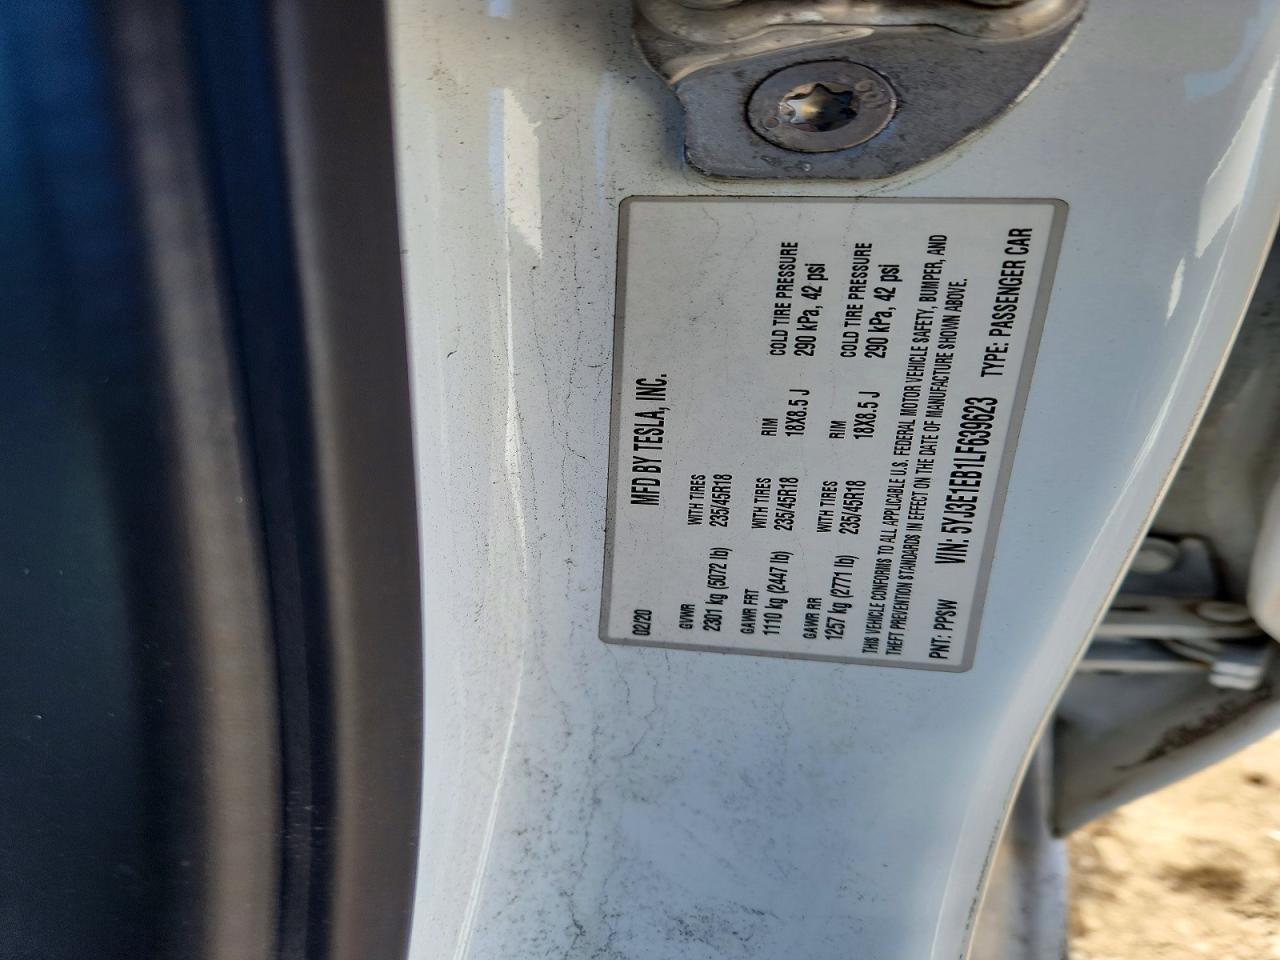 02/20 MFD BY TESLA, INC.
GVWR WITH TIRES
2301 kg (5072 lb) 235/45R18
GAWR FRT WITH TIRES RIM COLD TIRE PRESSURE
1110 kg (2447 lb) 235/45R18 18X8.5 J 290 kPa, 42 psi
GAWR RR WITH TIRES RIM COLD TIRE PRESSURE
1257 kg (2771 lb) 235/45R18 18X8.5 J 290 kPa, 42 psi
THIS VEHICLE CONFORMS TO ALL APPLICABLE U.S. FEDERAL MOTOR VEHICLE SAFETY, BUMPER, AND
THEFT PREVENTION STANDARDS IN EFFECT ON THE DATE OF MANUFACTURE SHOWN ABOVE.
PNT: PPSW VIN: 5YJ3E1EB1LF639623 TYPE: PASSENGER CAR